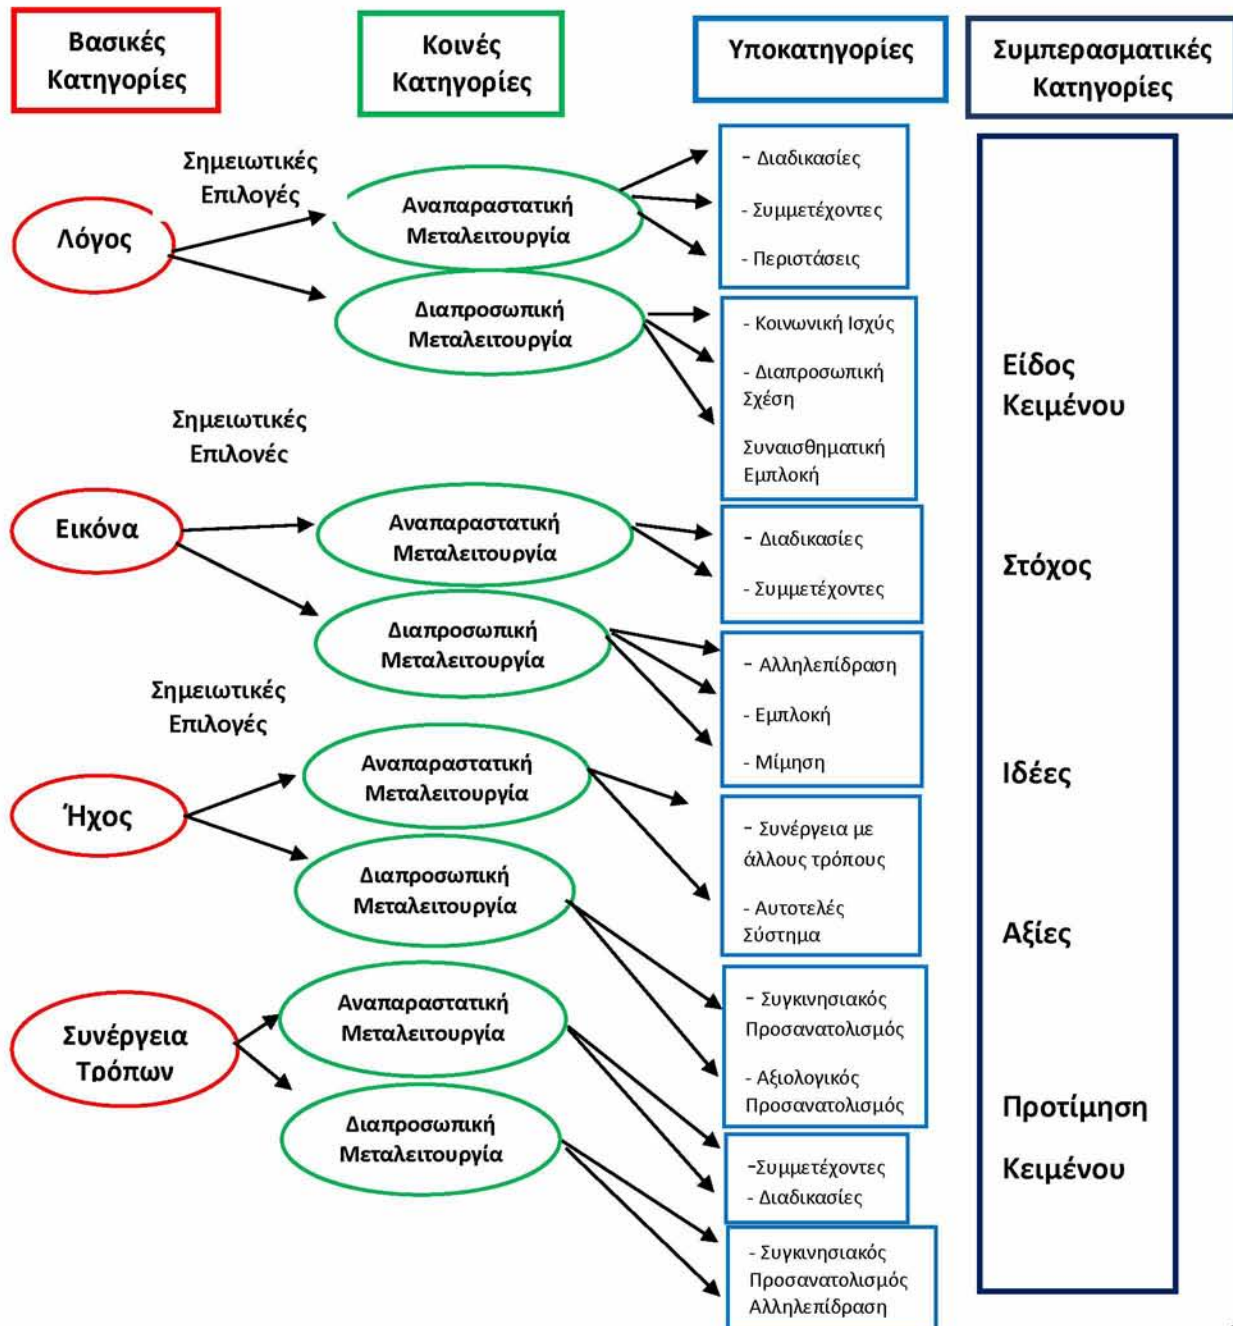 Βασικές
Κατηγορίες
Κοινές
Κατηγορίες
Υποκατηγορίες
Συμπερασματικές
Κατηγορίες
Σημειωτικές
Επιλογές
Λόγος
Αναπαραστατική
Μεταλειτουργία
- Διαδικασίες
- Συμμετέχοντες
- Περιστάσεις
Διαπροσωπική
Μεταλειτουργία
- Κοινωνική Ισχύς
- Διαπροσωπική
Σχέση
Συναισθηματική
Εμπλοκή
Σημειωτικές
Επιλογές
Εικόνα
Αναπαραστατική
Μεταλειτουργία
- Διαδικασίες
- Συμμετέχοντες
Διαπροσωπική
Μεταλειτουργία
- Αλληλεπίδραση
- Εμπλοκή
- Μίμηση
Σημειωτικές
Επιλογές
Ήχος
Αναπαραστατική
Μεταλειτουργία
- Συνέργεια με
άλλους τρόπους
- Αυτοτελές
Σύστημα
Διαπροσωπική
Μεταλειτουργία
- Συγκινησιακός
Προσανατολισμός
- Αξιολογικός
Προσανατολισμός
Συνέργεια
Τρόπων
Αναπαραστατική
Μεταλειτουργία
-Συμμετέχοντες
- Διαδικασίες
Διαπροσωπική
Μεταλειτουργία
- Συγκινησιακός
Προσανατολισμός
Αλληλεπίδραση
Είδος
Κειμένου
Στόχος
Ιδέες
Αξίες
Προτίμηση
Κειμένου